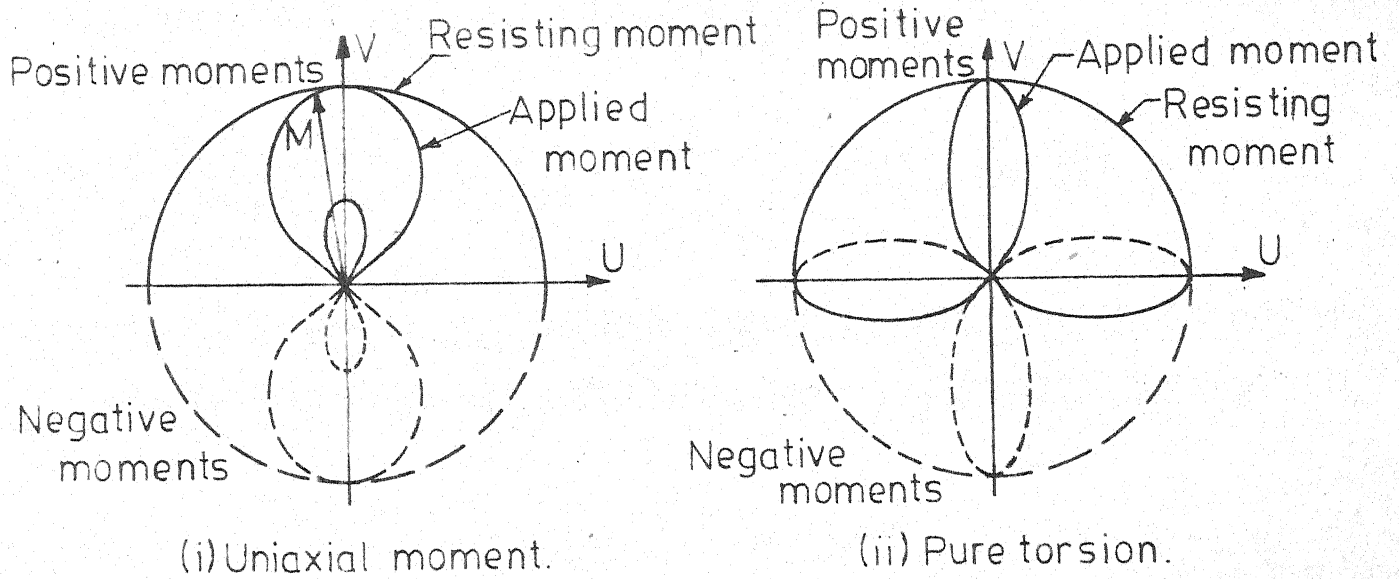 Positive moments
V
Resisting moment
Applied
moment
M
U
Negative
moments
(i) Uniaxial moment.
Positive
moments
V
Applied moment
Resisting
moment
U
Negative
moments
(ii) Pure torsion.